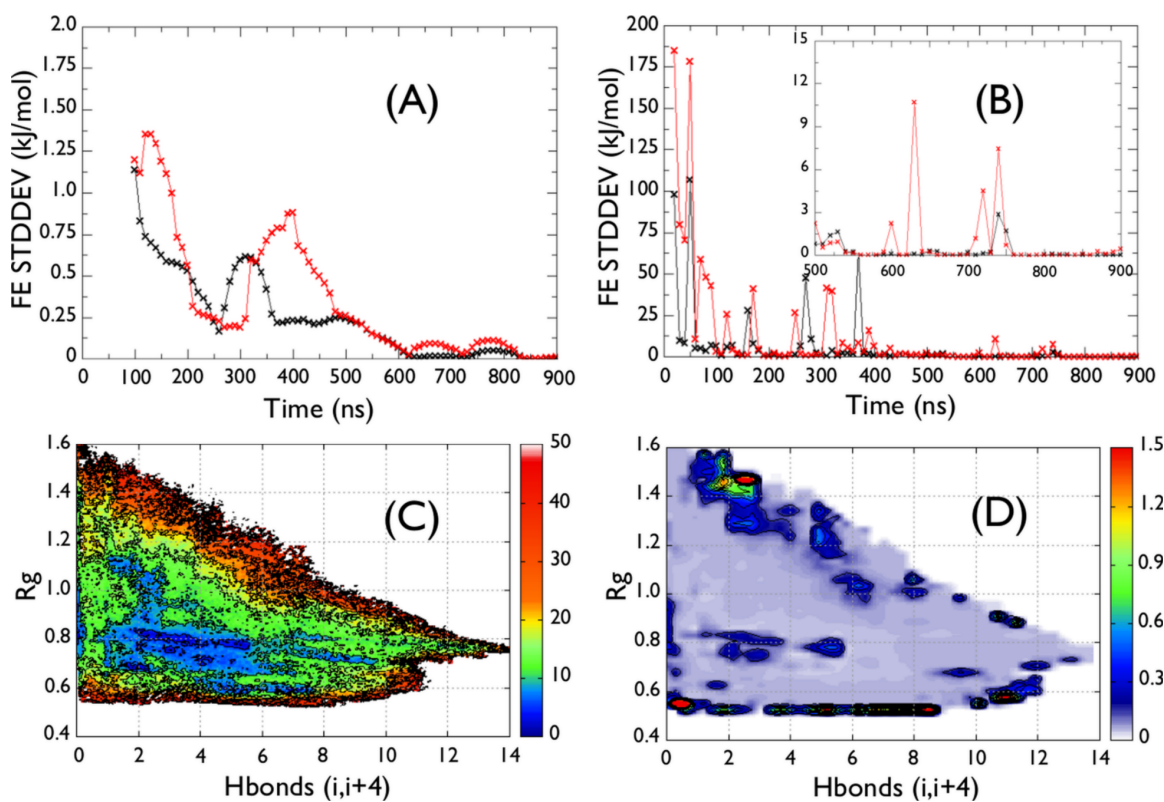 (A)
FE STDDEV (kJ/mol)
2.0
1.75
1.50
1.25
1.0
0.75
0.5
0.25
0
100 200 300 400 500 600 700 800 900
Time (ns)
(B)
FE STDDEV (kJ/mol)
200
175
150
125
100
75
50
25
0
0 100 200 300 400 500 600 700 800 900
Time (ns)
15
12
9
6
3
0
500 600 700 800 900
(C)
Rg
1.6
1.4
1.2
1.0
0.8
0.6
0.4
0 2 4 6 8 10 12 14
Hbonds (i,i+4)
50
40
30
20
10
0
(D)
Rg
1.6
1.4
1.2
1.0
0.8
0.6
0.4
0 2 4 6 8 10 12 14
Hbonds (i,i+4)
1.5
1.2
0.9
0.6
0.3
0